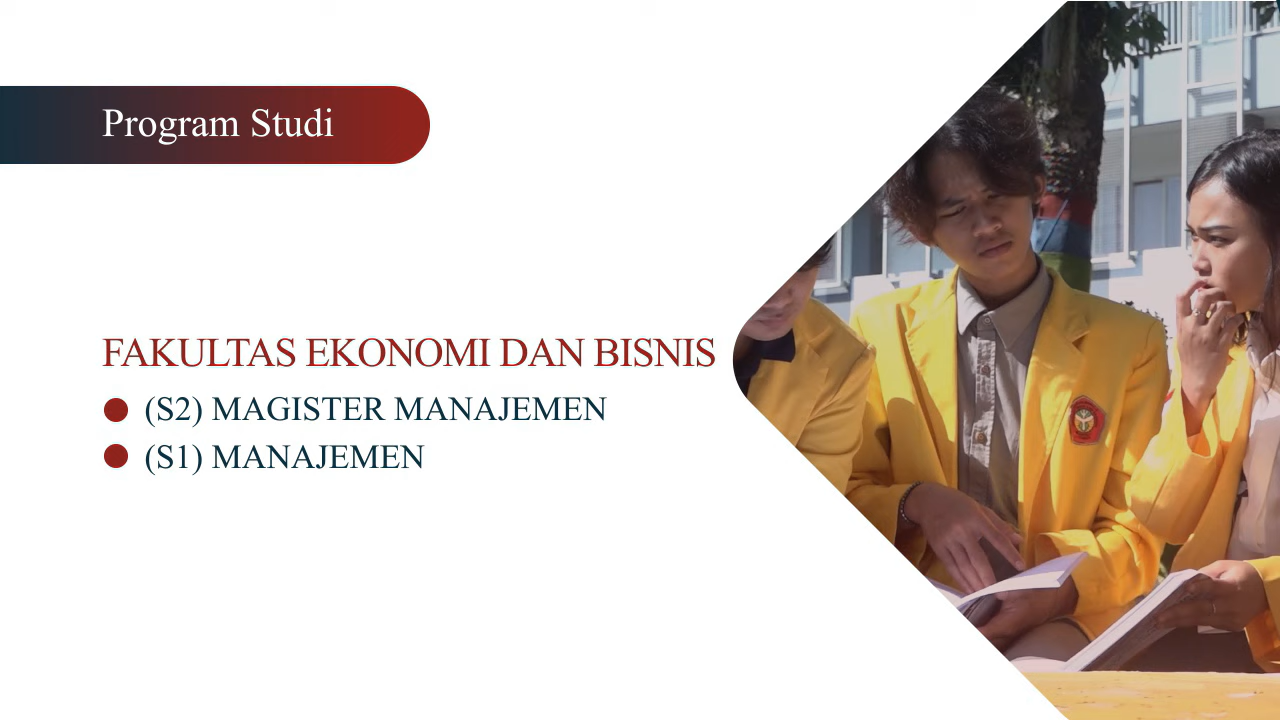 Program Studi
FAKULTAS EKONOMI DAN BISNIS
(S2) MAGISTER MANAJEMEN
(S1) MANAJEMEN